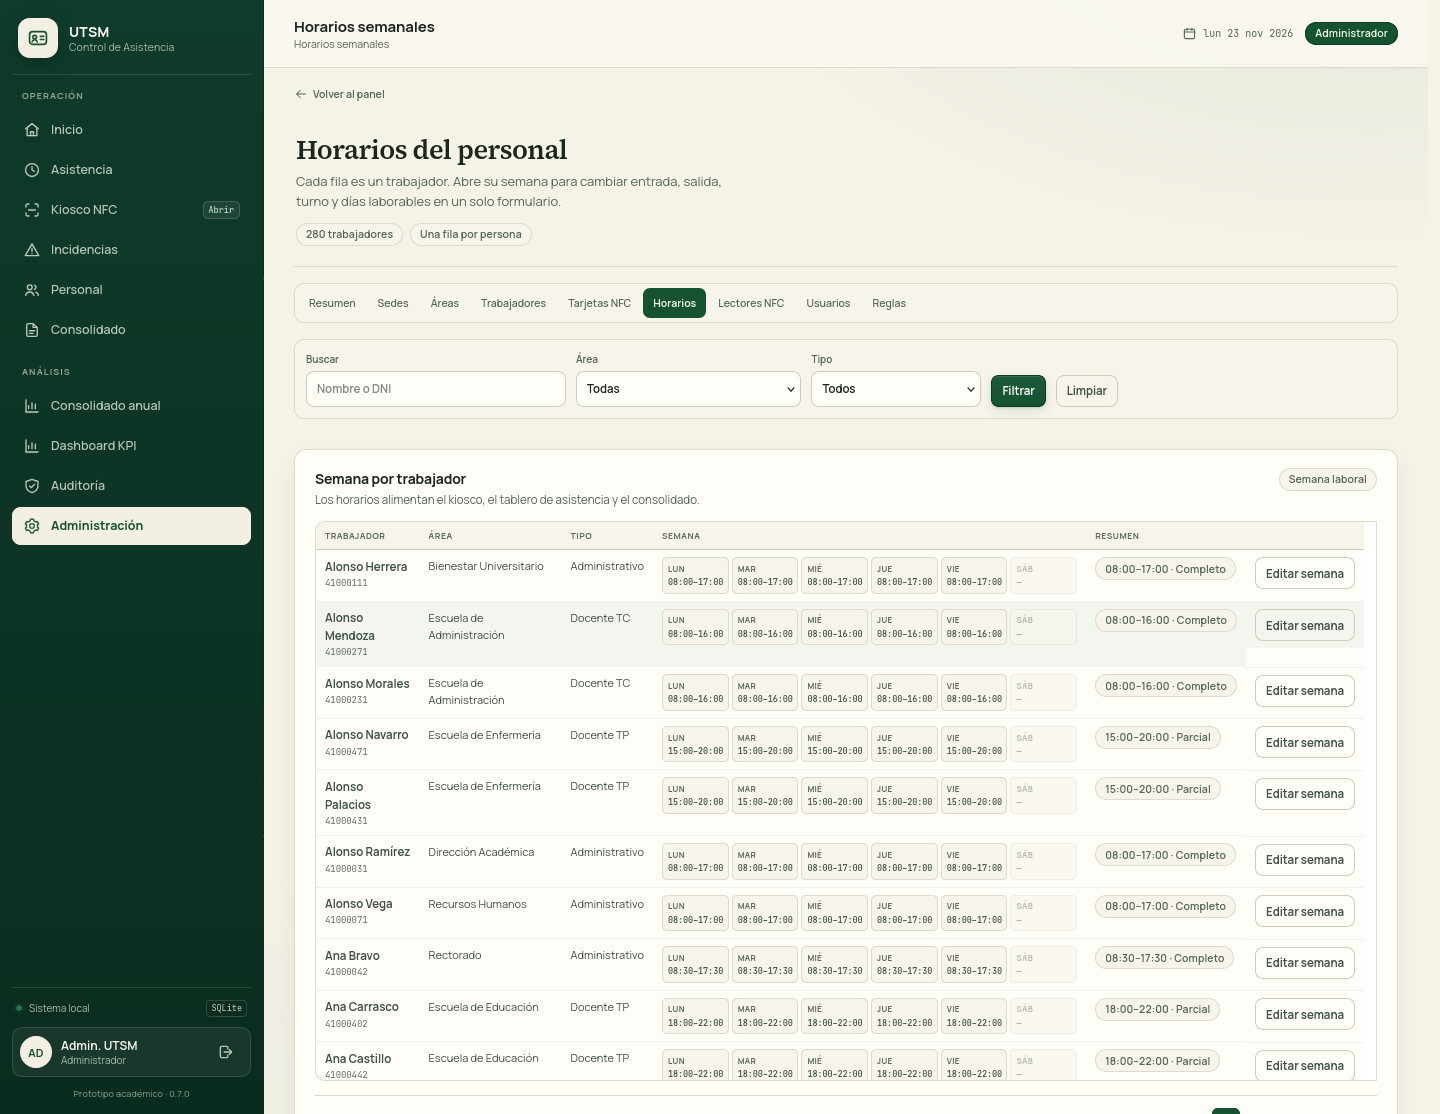 UTSM
Control de Asistencia
OPERACIÓN
Inicio
Asistencia
Kiosco NFC
Abrir
Incidencias
Personal
Consolidado
ANÁLISIS
Consolidado anual
Dashboard KPI
Auditoría
Administración
Sistema local
SQLite
AD
Admin. UTSM
Administrador
Prototipo académico · 0.7.0
Horarios semanales
Horarios semanales
lun 23 nov 2026
Administrador
Volver al panel
Horarios del personal
Cada fila es un trabajador. Abre su semana para cambiar entrada, salida,
turno y días laborables en un solo formulario.
280 trabajadores
Una fila por persona
Resumen Sedes Áreas Trabajadores Tarjetas NFC Horarios Lectores NFC Usuarios Reglas
Buscar Área Tipo
Nombre o DNI Todas Todos Filtrar Limpiar
Semana por trabajador
Semana laboral
Los horarios alimentan el kiosco, el tablero de asistencia y el consolidado.
TRABAJADOR ÁREA TIPO SEMANA RESUMEN
Alonso Herrera Bienestar Universitario Administrativo LUN MAR MIÉ JUE VIE SÁB 08:00–17:00 · Completo Editar semana
41000111 08:00–17:00 08:00–17:00 08:00–17:00 08:00–17:00 08:00–17:00 —
Alonso Escuela de Docente TC LUN MAR MIÉ JUE VIE SÁB 08:00–16:00 · Completo Editar semana
Mendoza Administración 08:00–16:00 08:00–16:00 08:00–16:00 08:00–16:00 08:00–16:00 —
41000271
Alonso Morales Escuela de Docente TC LUN MAR MIÉ JUE VIE SÁB 08:00–16:00 · Completo Editar semana
41000231 Administración 08:00–16:00 08:00–16:00 08:00–16:00 08:00–16:00 08:00–16:00 —
Alonso Navarro Escuela de Enfermería Docente TP LUN MAR MIÉ JUE VIE SÁB 15:00–20:00 · Parcial Editar semana
41000471 15:00–20:00 15:00–20:00 15:00–20:00 15:00–20:00 15:00–20:00 —
Alonso Escuela de Enfermería Docente TP LUN MAR MIÉ JUE VIE SÁB 15:00–20:00 · Parcial Editar semana
Palacios 15:00–20:00 15:00–20:00 15:00–20:00 15:00–20:00 15:00–20:00 —
41000431
Alonso Ramírez Dirección Académica Administrativo LUN MAR MIÉ JUE VIE SÁB 08:00–17:00 · Completo Editar semana
41000031 08:00–17:00 08:00–17:00 08:00–17:00 08:00–17:00 08:00–17:00 —
Alonso Vega Recursos Humanos Administrativo LUN MAR MIÉ JUE VIE SÁB 08:00–17:00 · Completo Editar semana
41000071 08:00–17:00 08:00–17:00 08:00–17:00 08:00–17:00 08:00–17:00 —
Ana Bravo Rectorado Administrativo LUN MAR MIÉ JUE VIE SÁB 08:30–17:30 · Completo Editar semana
41000042 08:30–17:30 08:30–17:30 08:30–17:30 08:30–17:30 08:30–17:30 —
Ana Carrasco Escuela de Educación Docente TP LUN MAR MIÉ JUE VIE SÁB 18:00–22:00 · Parcial Editar semana
41000402 18:00–22:00 18:00–22:00 18:00–22:00 18:00–22:00 18:00–22:00 —
Ana Castillo Escuela de Educación Docente TP LUN MAR MIÉ JUE VIE SÁB 18:00–22:00 · Parcial Editar semana
41000442 18:00–22:00 18:00–22:00 18:00–22:00 18:00–22:00 18:00–22:00 —